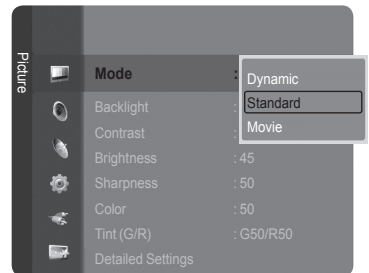 Picture
Mode :
Dynamic
Standard
Movie
Backlight :
Contrast :
Brightness : 45
Sharpness : 50
Color : 50
Tint (G/R) : G50/R50
Detailed Settings